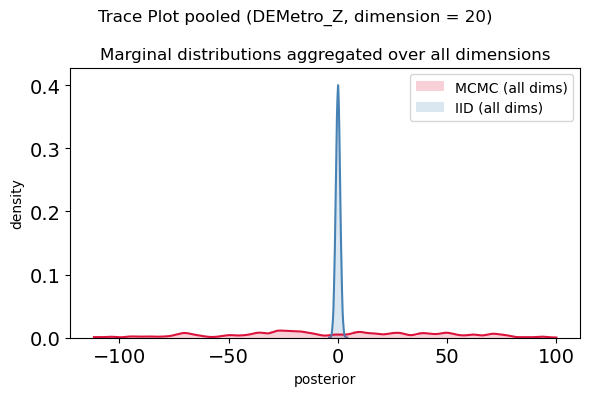 Trace Plot pooled (DEMetro_Z, dimension = 20)
Marginal distributions aggregated over all dimensions
MCMC (all dims)
IID (all dims)
density
0.4
0.3
0.2
0.1
0.0
−100
−50
0
50
100
posterior